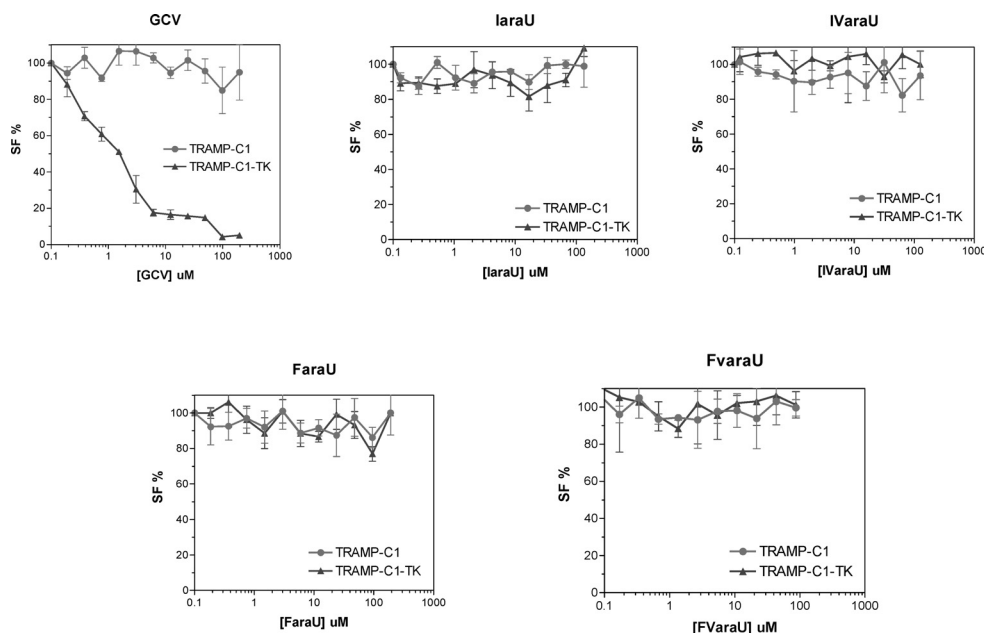 GCV
SF %
100
80
60
40
20
0
TRAMP-C1
TRAMP-C1-TK
0.1
1
10
100
1000
[GCV] uM
IaraU
SF %
100
80
60
40
20
0
TRAMP-C1
TRAMP-C1-TK
0.1
1
10
100
1000
[IaraU] uM
IVaraU
SF %
100
80
60
40
20
0
TRAMP-C1
TRAMP-C1-TK
0.1
1
10
100
1000
[IVaraU] uM
FaraU
SF %
100
80
60
40
20
0
TRAMP-C1
TRAMP-C1-TK
0.1
1
10
100
1000
[FaraU] uM
FvaraU
SF %
100
80
60
40
20
0
TRAMP-C1
TRAMP-C1-TK
0.1
1
10
100
1000
[FVaraU] uM